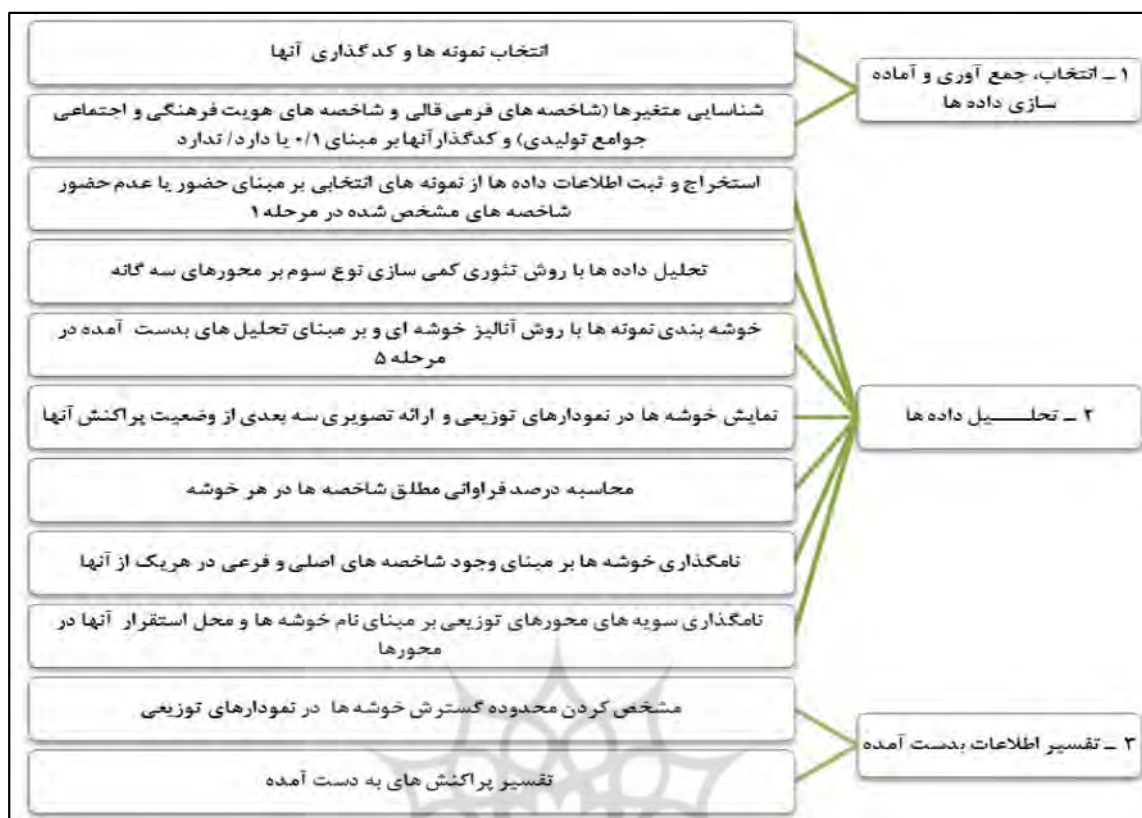 ۱ ــ انتخاب، جمع آوری و آماده
سازی داده ها
انتخاب نمونه ها و کدگذاری آنها
شناسایی متغیرها (شاخصه های فرمی قالی و شاخصه های هویت فرهنگی و اجتماعی
جوامع تولیدی) و کدگذار آنها بر مبنای ۰/۱ یا دارد/ ندارد
۲ ــ تحلـــــــیل داده ها
استخراج و ثبت اطلاعات داده ها از نمونه های انتخابی بر مبنای حضور یا عدم حضور
شاخصه های مشخص شده در مرحله ۱
تحلیل داده ها با روش تئوری کمی سازی نوع سوم بر محورهای سه گانه
خوشه بندی نمونه ها با روش آنالیز خوشه ای و بر مبنای تحلیل های بدست آمده در
مرحله ۵
نمایش خوشه ها در نمودارهای توزیعی و ارائه تصویری سه بعدی از وضعیت پراکنش آنها
محاسبه درصد فراوانی مطلق شاخصه ها در هر خوشه
نامگذاری خوشه ها بر مبنای وجود شاخصه های اصلی و فرعی در هریک از آنها
نامگذاری سویه های محورهای توزیعی بر مبنای نام خوشه ها و محل استقرار آنها در
محورها
۳ ــ تفسیر اطلاعات بدست آمده
مشخص کردن محدوده گسترش خوشه ها در نمودارهای توزیعی
تفسیر پراکنش های به دست آمده